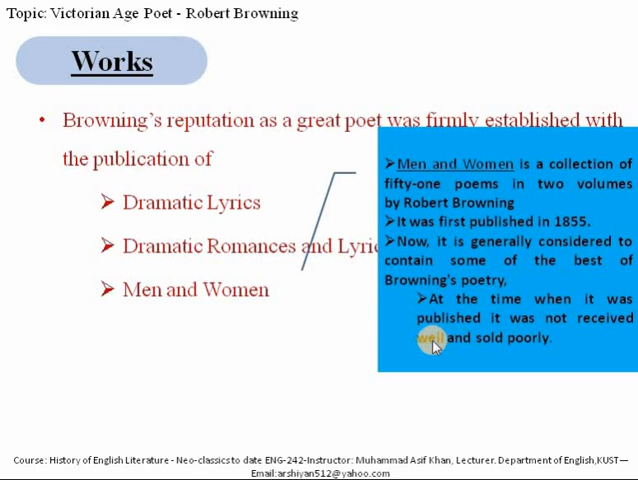 Topic: Victorian Age Poet - Robert Browning
Works
• Browning's reputation as a great poet was firmly established with
the publication of
➢ Dramatic Lyrics
➢ Dramatic Romances and Lyric
➢ Men and Women
➢Men and Women is a collection of
fifty-one poems in two volumes
by Robert Browning
➢It was first published in 1855.
➢Now, it is generally considered to
contain some of the best of
Browning's poetry,
➢At the time when it was
published it was not received
well and sold poorly.
Course: History of English Literature - Neo-classics to date ENG-242-Instructor: Muhammad Asif Khan, Lecturer. Department of English,KUST—
Email:arshiyan512@yahoo.com